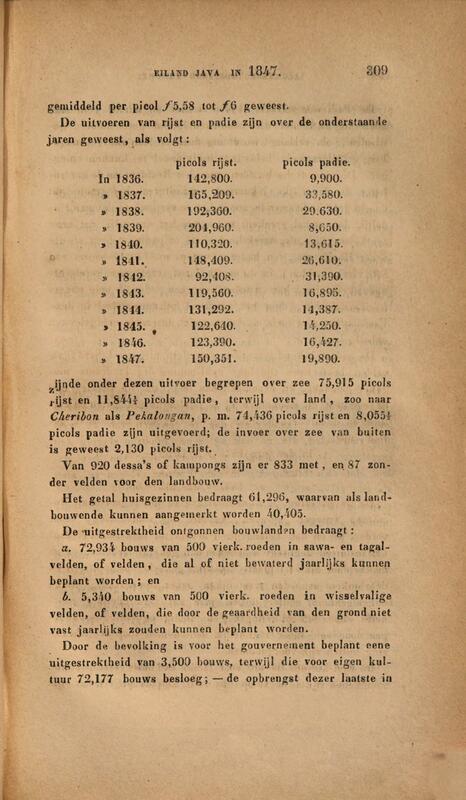 EILAND JAVA IN 1847. 309
gemiddeld per picol ƒ5,58 tot ƒ6 geweest.
De uitvoeren van rijst en padie zijn over de onderstaande
jaren geweest, als volgt:
picols rijst. picols padie.
In 1836. 142,800. 9,900.
» 1837. 165,209. 33,580.
» 1838. 192,360. 29.630.
» 1839. 204,960. 8,650.
» 1840. 110,320. 13,615.
» 1841. 148,409. 26,610.
» 1842. 92,408. 31,390.
» 1843. 119,560. 16,895.
» 1844. 131,292. 14,387.
» 1845. 122,640. 14,250.
» 1846. 123,390. 16,427.
» 1847. 150,351. 19,890.
zijnde onder dezen uitvoer begrepen over zee 75,915 picols
rijst en 11,844½ picols padie, terwijl over land, zoo naar
Cheribon als Pekalongan, p. m. 74,436 picols rijst en 8,055½
picols padie zijn uitgevoerd; de invoer over zee van buiten
is geweest 2,130 picols rijst.
Van 920 dessa's of kampongs zijn er 833 met, en 87 zon-
der velden voor den landbouw.
Het getal huisgezinnen bedraagt 61,296, waarvan als land-
bouwende kunnen aangemerkt worden 40,405.
De uitgestrektheid ontgonnen bouwlanden bedraagt:
a. 72,934 bouws van 500 vierk. roeden in sawa- en tagal-
velden, of velden, die al of niet bewaterd jaarlijks kunnen
beplant worden; en
b. 5,340 bouws van 500 vierk. roeden in wisselvalige
velden, of velden, die door de geaardheid van den grond niet
vast jaarlijks zouden kunnen beplant worden.
Door de bevolking is voor het gouvernement beplant eene
uitgestrektheid van 3,500 bouws, terwijl die voor eigen kul-
tuur 72,177 bouws besloeg; — de opbrengst dezer laatste in